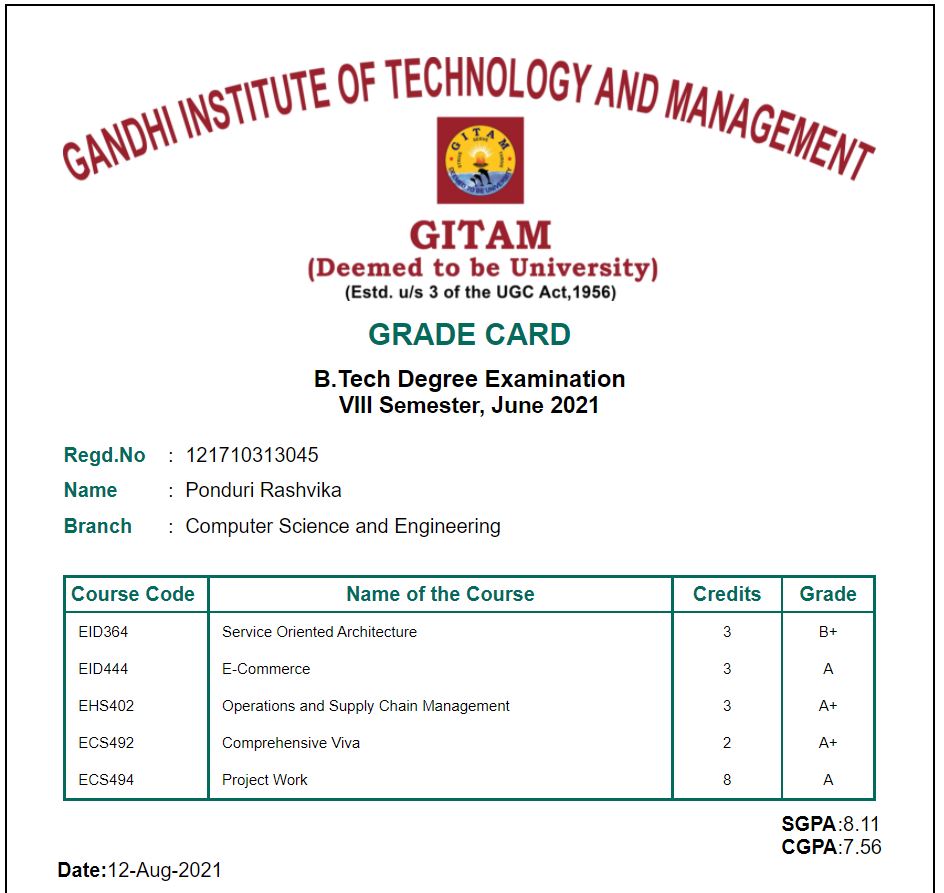 GANDHI INSTITUTE OF TECHNOLOGY AND MANAGEMENT
GITAM
DEEMED TO BE UNIVERSITY
GITAM
(Deemed to be University)
(Estd. u/s 3 of the UGC Act,1956)
GRADE CARD
B.Tech Degree Examination
VIII Semester, June 2021
Regd.No : 121710313045
Name : Ponduri Rashvika
Branch : Computer Science and Engineering
Course Code Name of the Course Credits Grade
EID364 Service Oriented Architecture 3 B+
EID444 E-Commerce 3 A
EHS402 Operations and Supply Chain Management 3 A+
ECS492 Comprehensive Viva 2 A+
ECS494 Project Work 8 A
SGPA:8.11
CGPA:7.56
Date:12-Aug-2021